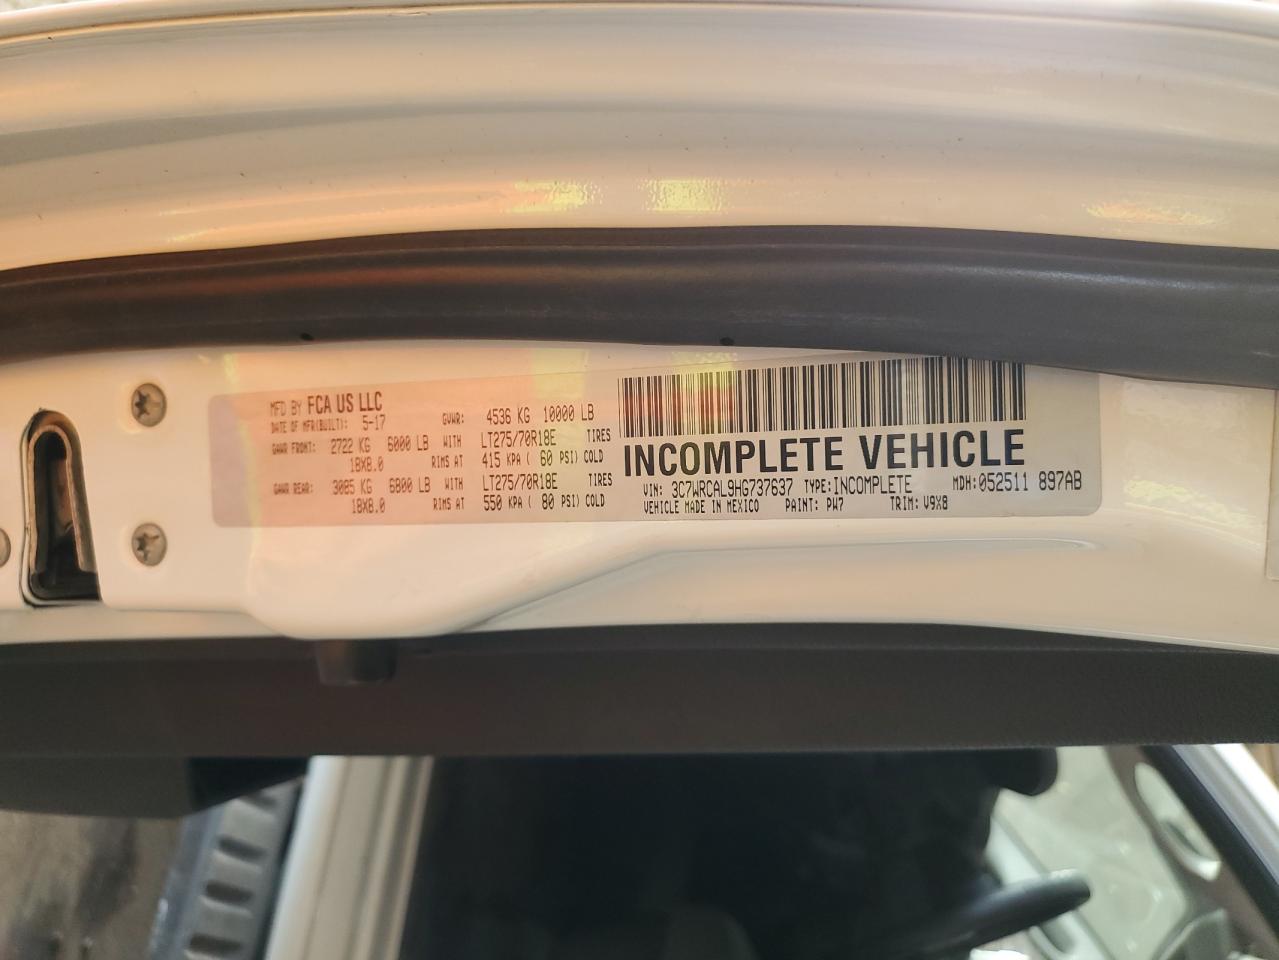 MFD BY FCA US LLC
DATE OF MFR(BUILT): 5-17 GVWR: 4536 KG 10000 LB
GAWR FRONT: 2722 KG 6000 LB WITH LT275/70R18E TIRES
18X8.0 RIMS AT 415 KPA ( 60 PSI) COLD
GAWR REAR: 3085 KG 6800 LB WITH LT275/70R18E TIRES
18X8.0 RIMS AT 550 KPA ( 80 PSI) COLD
INCOMPLETE VEHICLE
VIN: 3C7WRCAL9HG737637 TYPE: INCOMPLETE MDH: 052511 897AB
VEHICLE MADE IN MEXICO PAINT: PW7 TRIM: V9X8